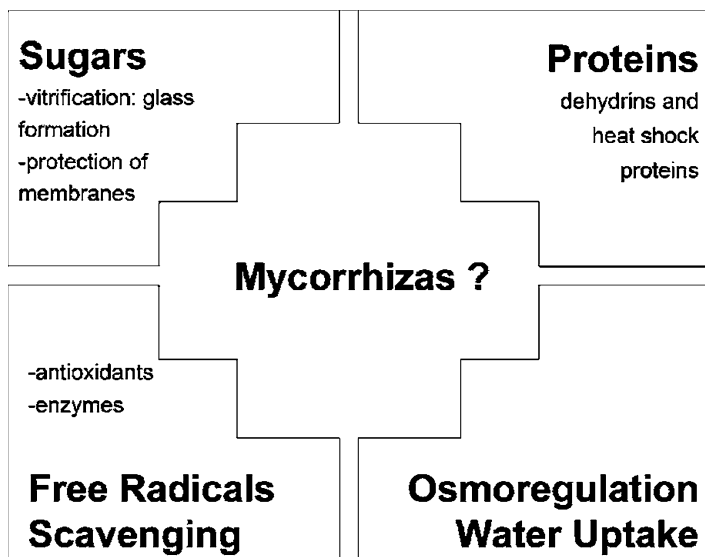 Sugars
-vitrification: glass
formation
-protection of
membranes
Proteins
dehydrins and
heat shock
proteins
Mycorrhizas ?
-antioxidants
-enzymes
Free Radicals
Scavenging
Osmoregulation
Water Uptake